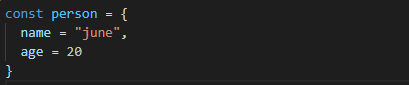 const person = {
  name = "june",
  age = 20
}